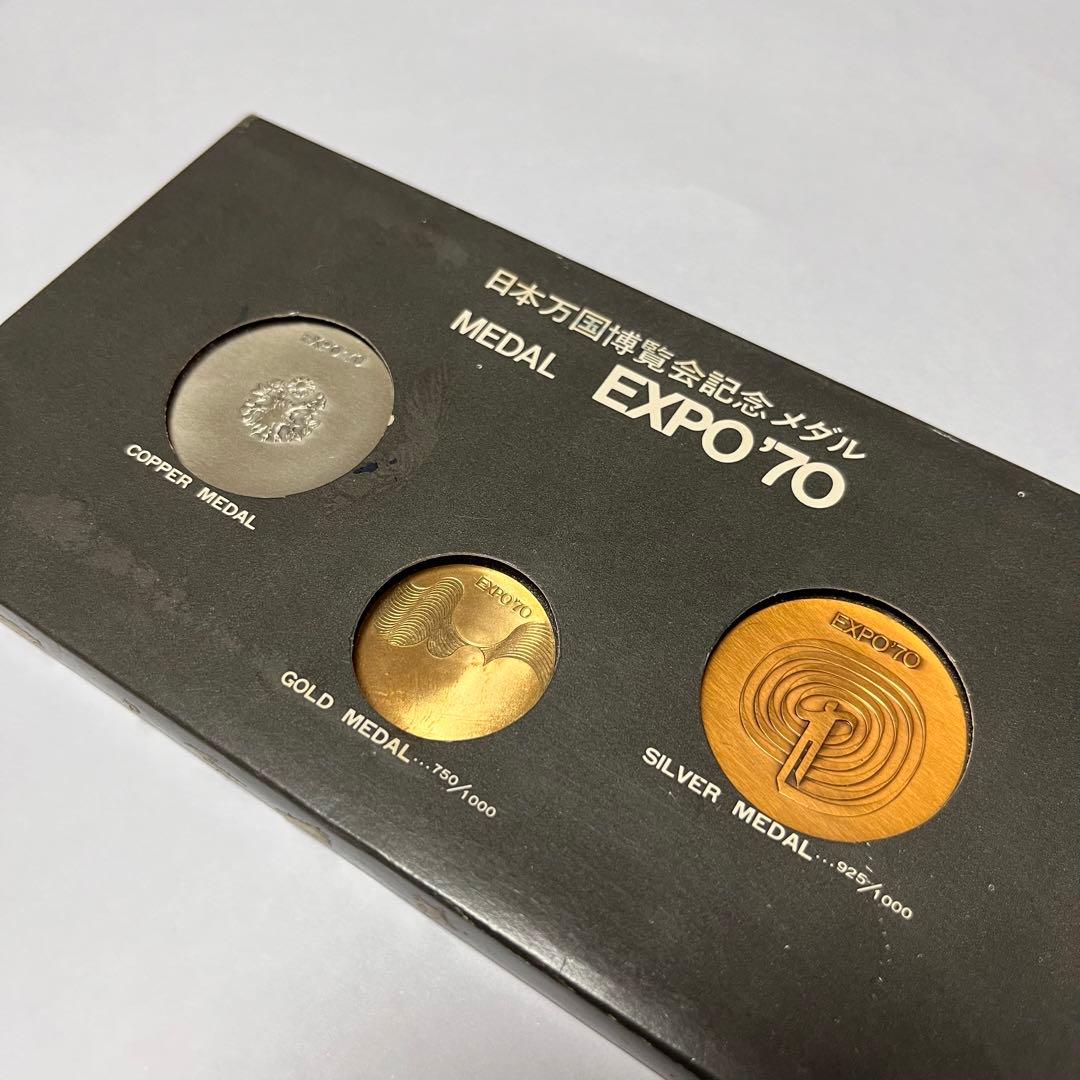 日本万国博覧会記念メダル
MEDAL EXPO'70
EXPO'70
COPPER MEDAL
EXPO'70
GOLD MEDAL...750/1000
EXPO'70
SILVER MEDAL...925/1000